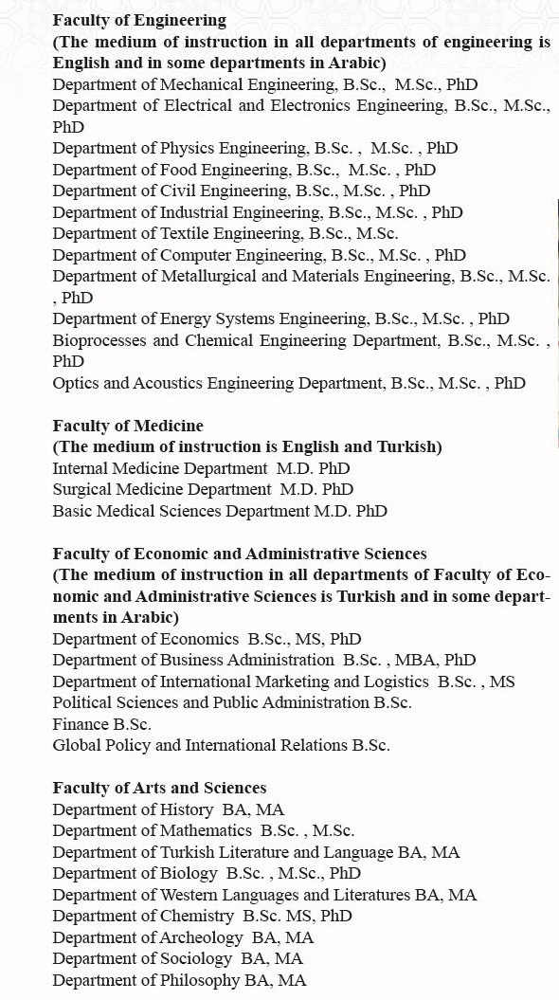 Faculty of Engineering
(The medium of instruction in all departments of engineering is
English and in some departments in Arabic)
Department of Mechanical Engineering, B.Sc.,  M.Sc., PhD
Department of Electrical and Electronics Engineering, B.Sc., M.Sc.,
PhD
Department of Physics Engineering, B.Sc. ,  M.Sc. , PhD
Department of Food Engineering, B.Sc.,  M.Sc. , PhD
Department of Civil Engineering, B.Sc., M.Sc. , PhD
Department of Industrial Engineering, B.Sc., M.Sc. , PhD
Department of Textile Engineering, B.Sc., M.Sc.
Department of Computer Engineering, B.Sc., M.Sc. , PhD
Department of Metallurgical and Materials Engineering, B.Sc., M.Sc.
, PhD
Department of Energy Systems Engineering, B.Sc., M.Sc. , PhD
Bioprocesses and Chemical Engineering Department, B.Sc., M.Sc. ,
PhD
Optics and Acoustics Engineering Department, B.Sc., M.Sc. , PhD
Faculty of Medicine
(The medium of instruction is English and Turkish)
Internal Medicine Department  M.D. PhD
Surgical Medicine Department  M.D. PhD
Basic Medical Sciences Department M.D. PhD
Faculty of Economic and Administrative Sciences
(The medium of instruction in all departments of Faculty of Eco-
nomic and Administrative Sciences is Turkish and in some depart-
ments in Arabic)
Department of Economics  B.Sc., MS, PhD
Department of Business Administration  B.Sc. , MBA, PhD
Department of International Marketing and Logistics  B.Sc. , MS
Political Sciences and Public Administration B.Sc.
Finance B.Sc.
Global Policy and International Relations B.Sc.
Faculty of Arts and Sciences
Department of History  BA, MA
Department of Mathematics  B.Sc. , M.Sc.
Department of Turkish Literature and Language BA, MA
Department of Biology  B.Sc. , M.Sc., PhD
Department of Western Languages and Literatures BA, MA
Department of Chemistry  B.Sc. MS, PhD
Department of Archeology  BA, MA
Department of Sociology  BA, MA
Department of Philosophy BA, MA